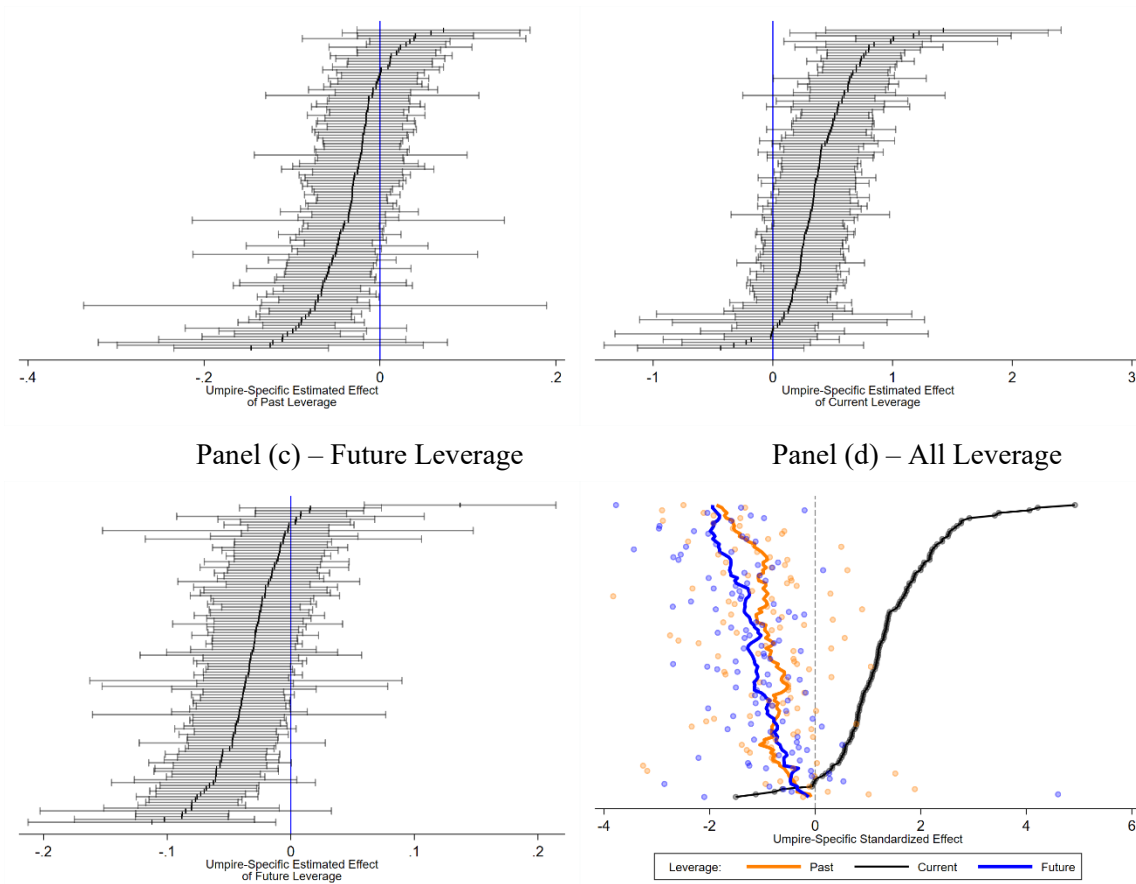 -.4 -.2 0 .2
Umpire-Specific Estimated Effect
of Past Leverage
-1 0 1 2 3
Umpire-Specific Estimated Effect
of Current Leverage
Panel (c) – Future Leverage
Panel (d) – All Leverage
-.2 -.1 0 .1 .2
Umpire-Specific Estimated Effect
of Future Leverage
-4 -2 0 2 4 6
Umpire-Specific Standardized Effect
Leverage: Past Current Future